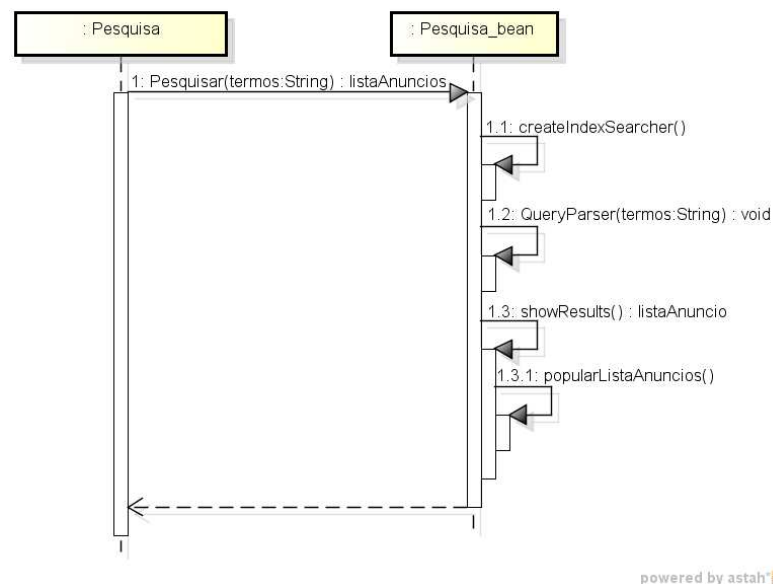 : Pesquisa
: Pesquisa_bean
1: Pesquisar(termos:String) : listaAnuncios
1.1: createIndexSearcher()
1.2: QueryParser(termos:String) : void
1.3: showResults() : listaAnuncio
1.3.1: popularListaAnuncios()
powered by astah*